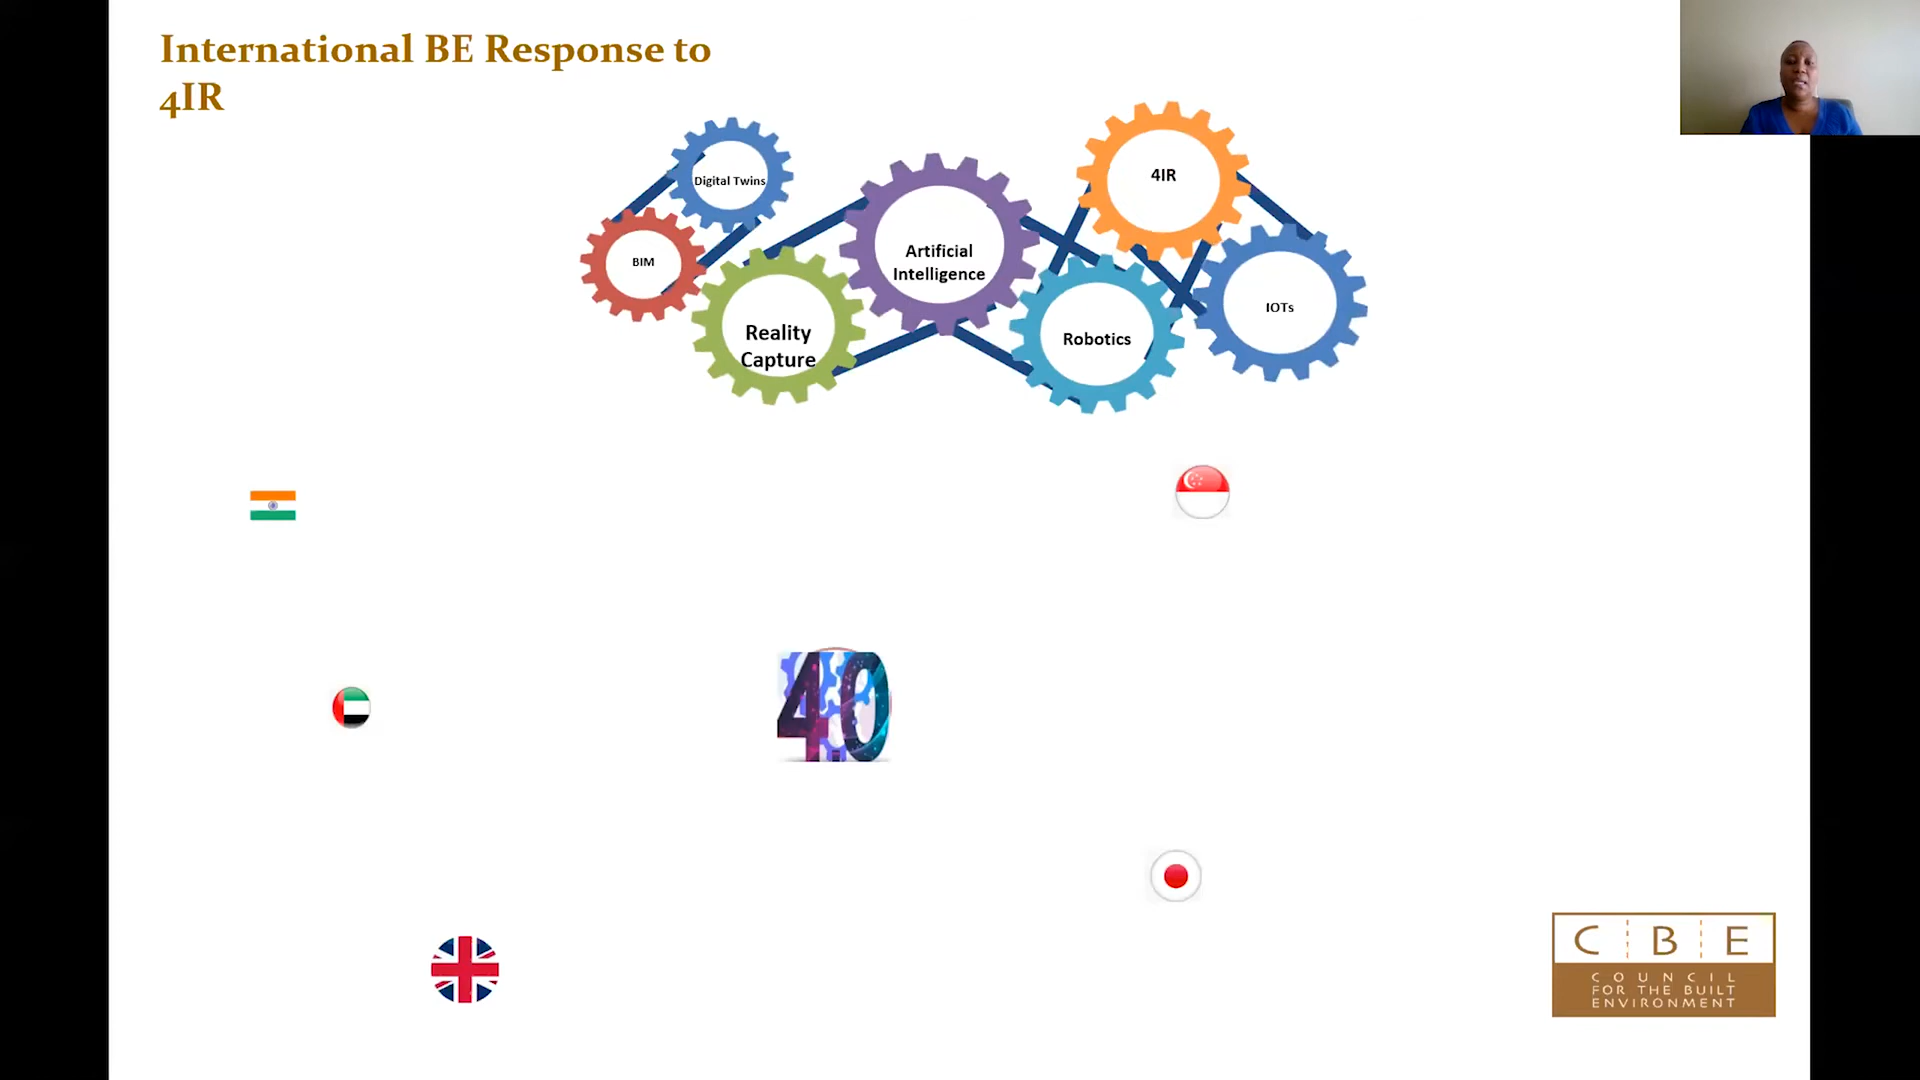 International BE Response to
4IR
Digital Twins
BIM
Reality
Capture
Artificial
Intelligence
4IR
Robotics
IOTs
4.0
C B E
COUNCIL
FOR THE BUILT
ENVIRONMENT